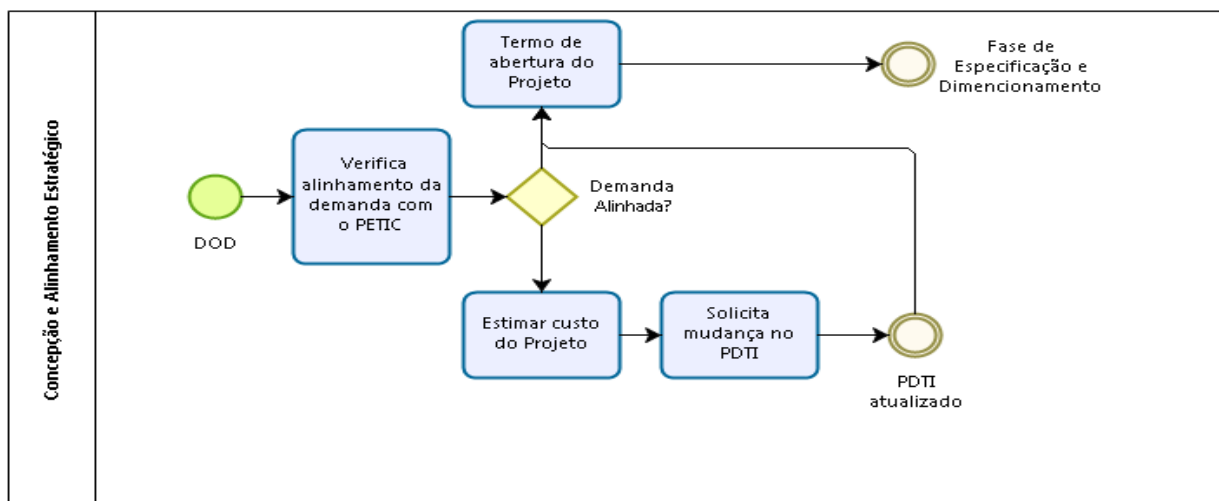 Concepção e Alinhamento Estratégico
DOD
Verifica
alinhamento da
demanda com
o PETIC
Demanda
Alinhada?
Termo de
abertura do
Projeto
Fase de
Especificação e
Dimencionamento
Estimar custo
do Projeto
Solicita
mudança no
PDTI
PDTI
atualizado